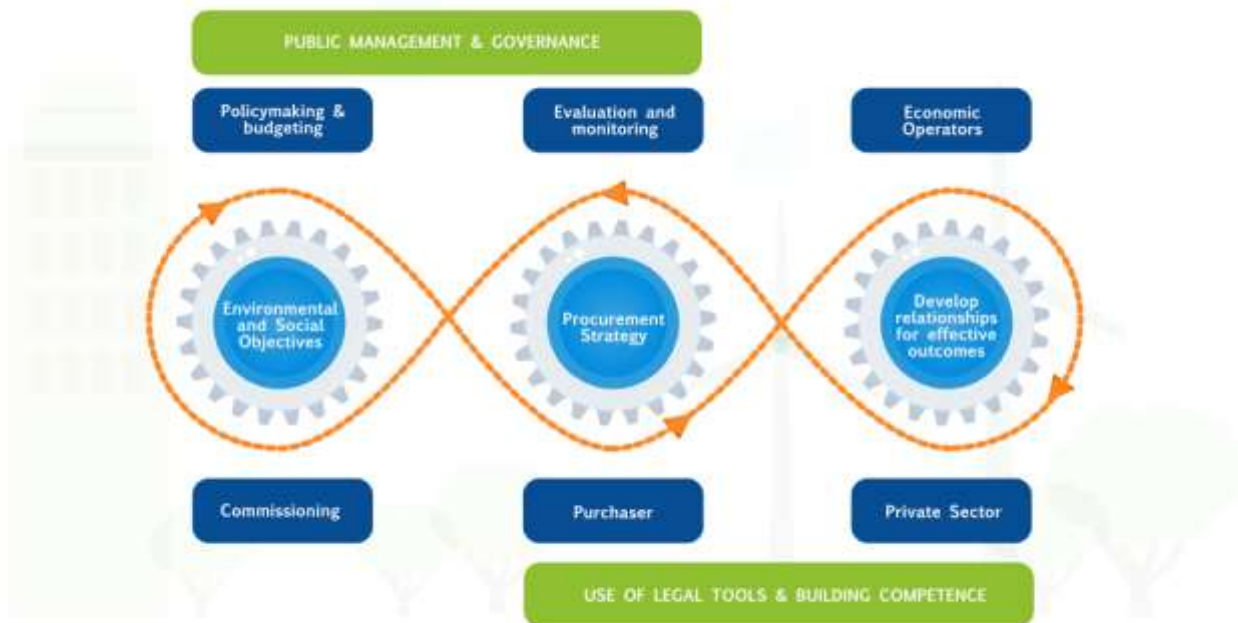 PUBLIC MANAGEMENT & GOVERNANCE
Policymaking &
budgeting
Evaluation and
monitoring
Economic
Operators
Environmental
and Social
Objectives
Procurement
Strategy
Develop
relationships
for effective
outcomes
Commissioning
Purchaser
Private Sector
USE OF LEGAL TOOLS & BUILDING COMPETENCE